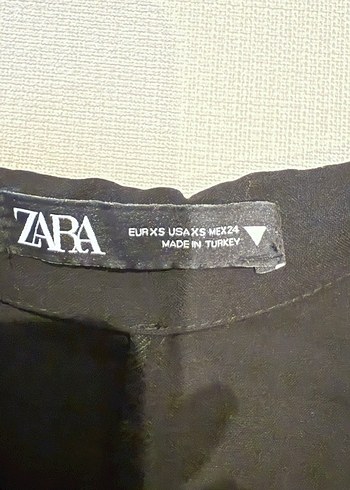 ZARA
EUR XS USA XS MEX 24
MADE IN TURKEY